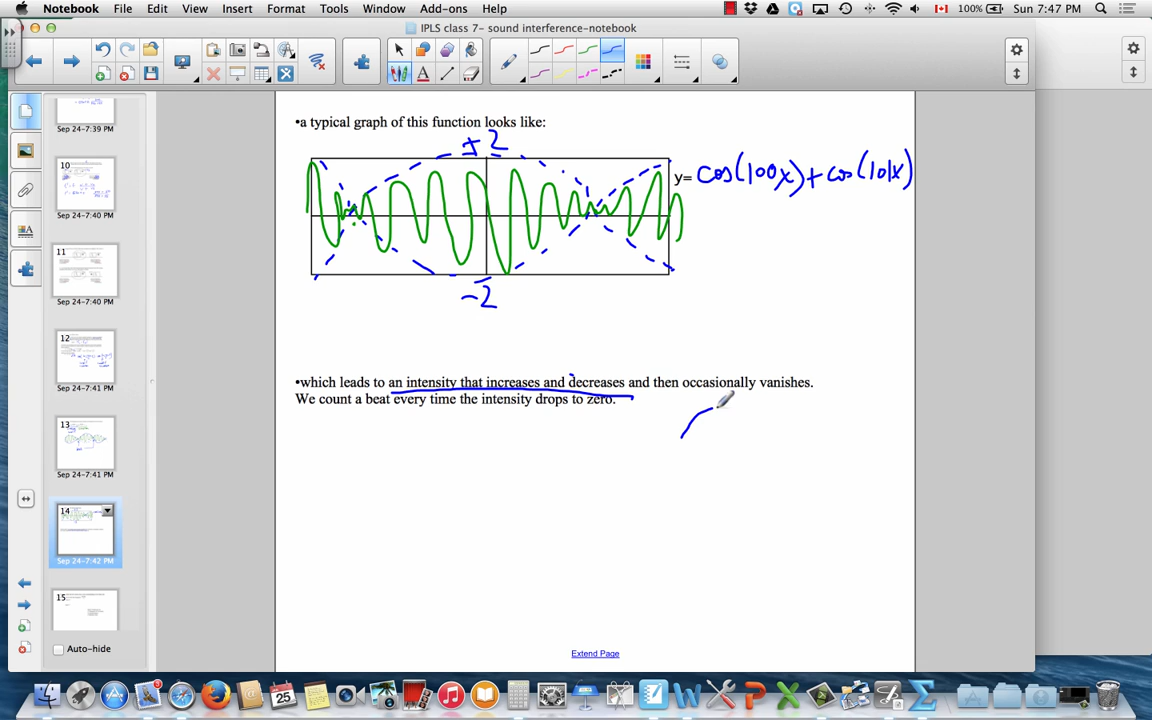 Notebook File Edit View Insert Format Tools Window Add-ons Help 100% Sun 7:47 PM
IPLS class 7- sound interference-notebook
Sep 24-7:39 PM
10
Sep 24-7:40 PM
11
Sep 24-7:40 PM
12
Sep 24-7:41 PM
13
Sep 24-7:41 PM
14
Sep 24-7:42 PM
15
Auto-hide
•a typical graph of this function looks like:
+2
y= cos(100x)+cos(101x)
-2
•which leads to an intensity that increases and decreases and then occasionally vanishes.
We count a beat every time the intensity drops to zero.
Extend Page